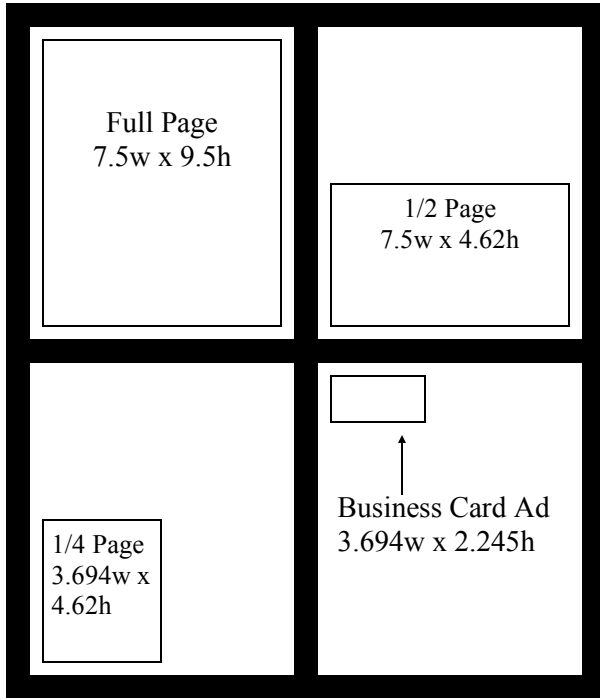 Full Page
7.5w x 9.5h
1/2 Page
7.5w x 4.62h
1/4 Page
3.694w x
4.62h
Business Card Ad
3.694w x 2.245h